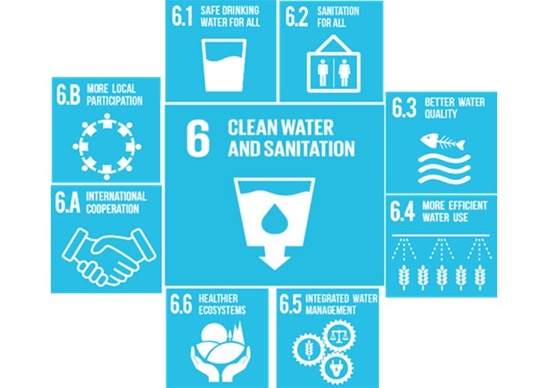 6.1 SAFE DRINKING
WATER FOR ALL
6.2 SANITATION
FOR ALL
6.B MORE LOCAL
PARTICIPATION
6 CLEAN WATER
AND SANITATION
6.3 BETTER WATER
QUALITY
6.A INTERNATIONAL
COOPERATION
6.4 MORE EFFICIENT
WATER USE
6.6 HEALTHIER
ECOSYSTEMS
6.5 INTEGRATED WATER
MANAGEMENT